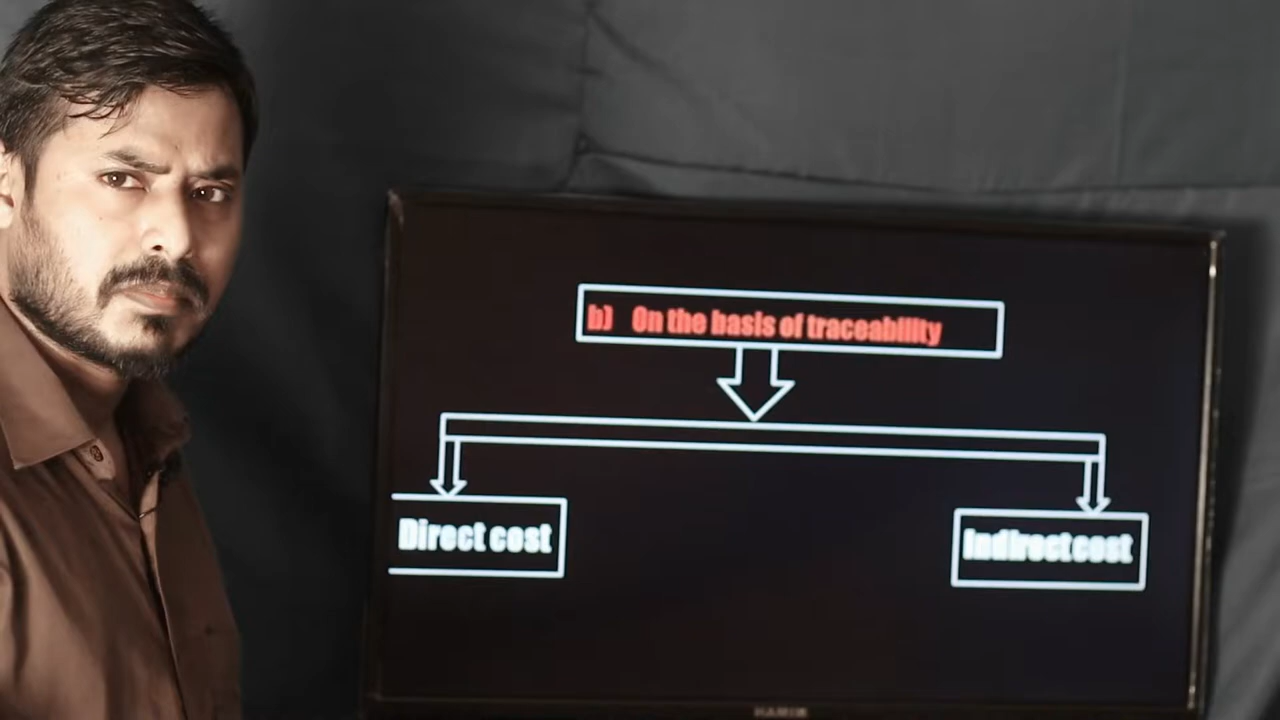 b) On the basis of traceability
Direct cost
Indirect cost